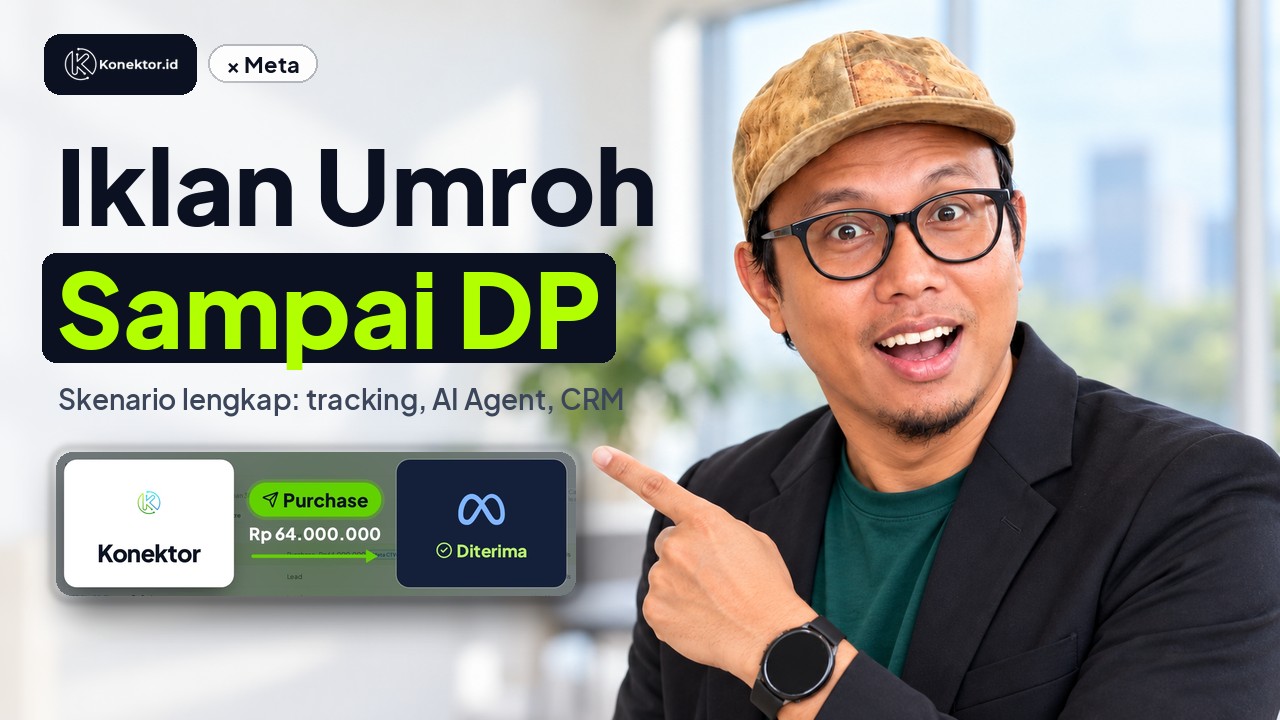 Konektor.id
× Meta
Iklan Umroh
Sampai DP
Skenario lengkap: tracking, AI Agent, CRM
Purchase
Rp 64.000.000
Konektor
Diterima
Lead